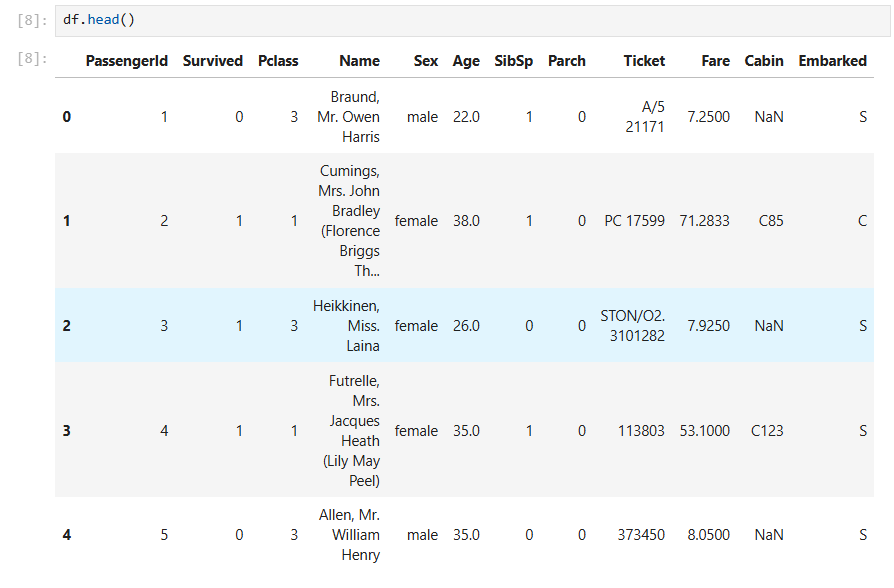 [8]: df.head()
[8]: PassengerId Survived Pclass Name Sex Age SibSp Parch Ticket Fare Cabin Embarked
0 1 0 3 Braund, Mr. Owen Harris male 22.0 1 0 A/5 21171 7.2500 NaN S
1 2 1 1 Cumings, Mrs. John Bradley (Florence Briggs Th... female 38.0 1 0 PC 17599 71.2833 C85 C
2 3 1 3 Heikkinen, Miss. Laina female 26.0 0 0 STON/O2. 3101282 7.9250 NaN S
3 4 1 1 Futrelle, Mrs. Jacques Heath (Lily May Peel) female 35.0 1 0 113803 53.1000 C123 S
4 5 0 3 Allen, Mr. William Henry male 35.0 0 0 373450 8.0500 NaN S